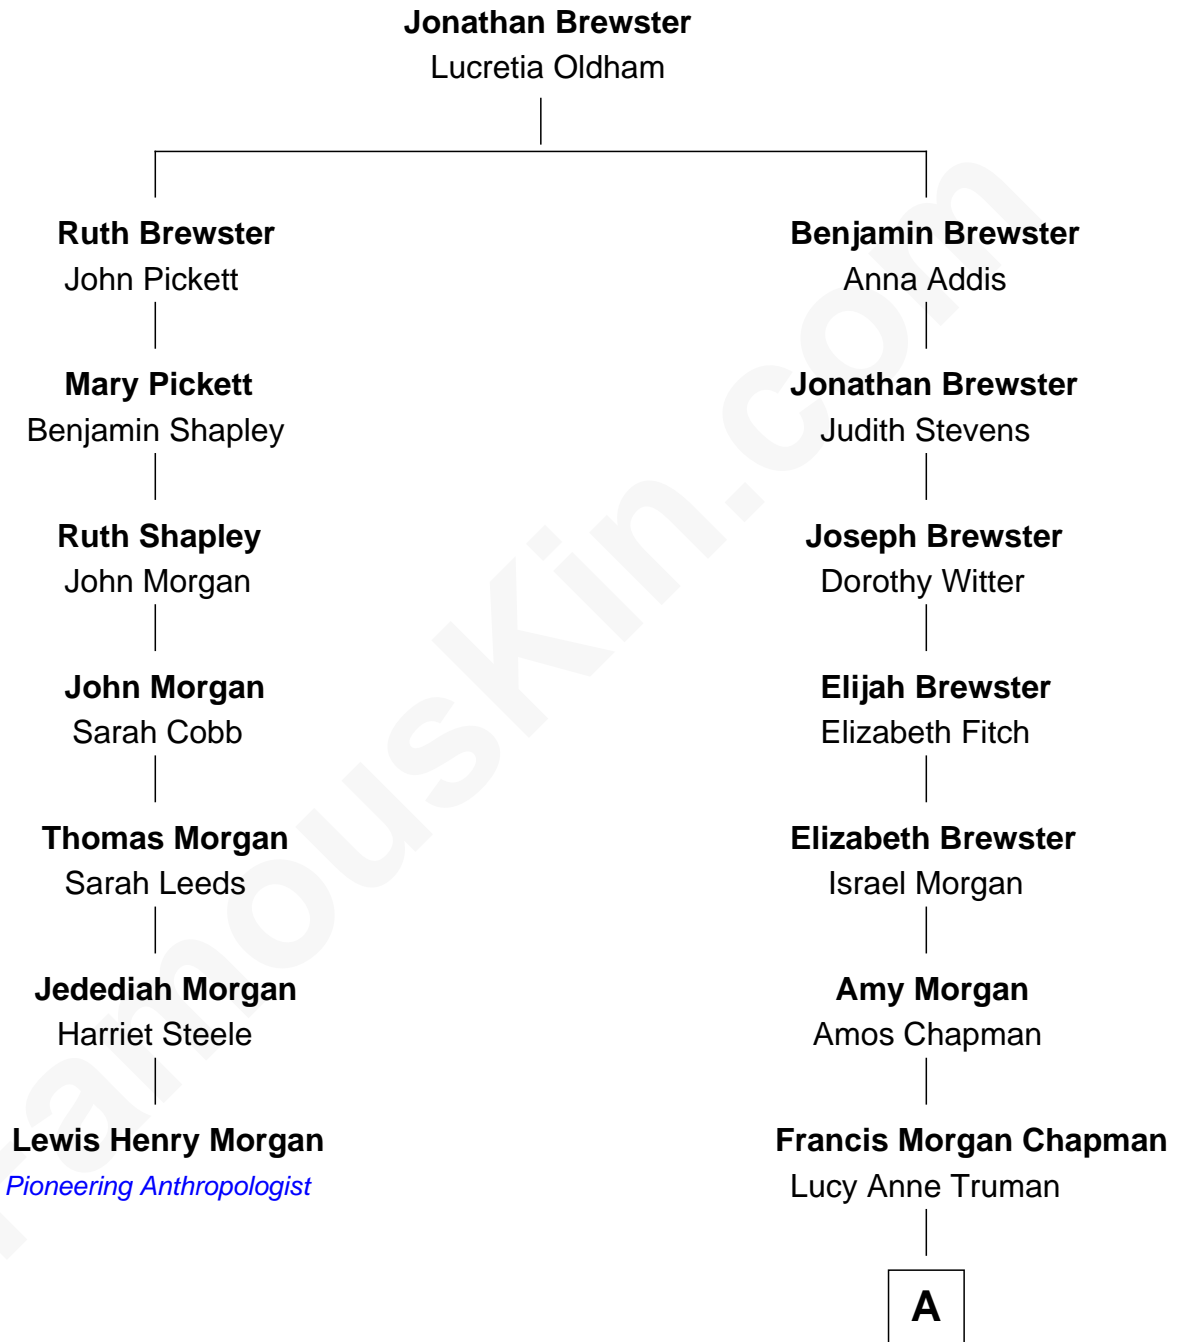 Jonathan Brewster
Lucretia Oldham
Ruth Brewster
John Pickett
Benjamin Brewster
Anna Addis
Mary Pickett
Benjamin Shapley
Jonathan Brewster
Judith Stevens
Ruth Shapley
John Morgan
Joseph Brewster
Dorothy Witter
John Morgan
Sarah Cobb
Elijah Brewster
Elizabeth Fitch
Thomas Morgan
Sarah Leeds
Elizabeth Brewster
Israel Morgan
Jedediah Morgan
Harriet Steele
Amy Morgan
Amos Chapman
Lewis Henry Morgan
Pioneering Anthropologist
Francis Morgan Chapman
Lucy Anne Truman
A
FamousKin.com